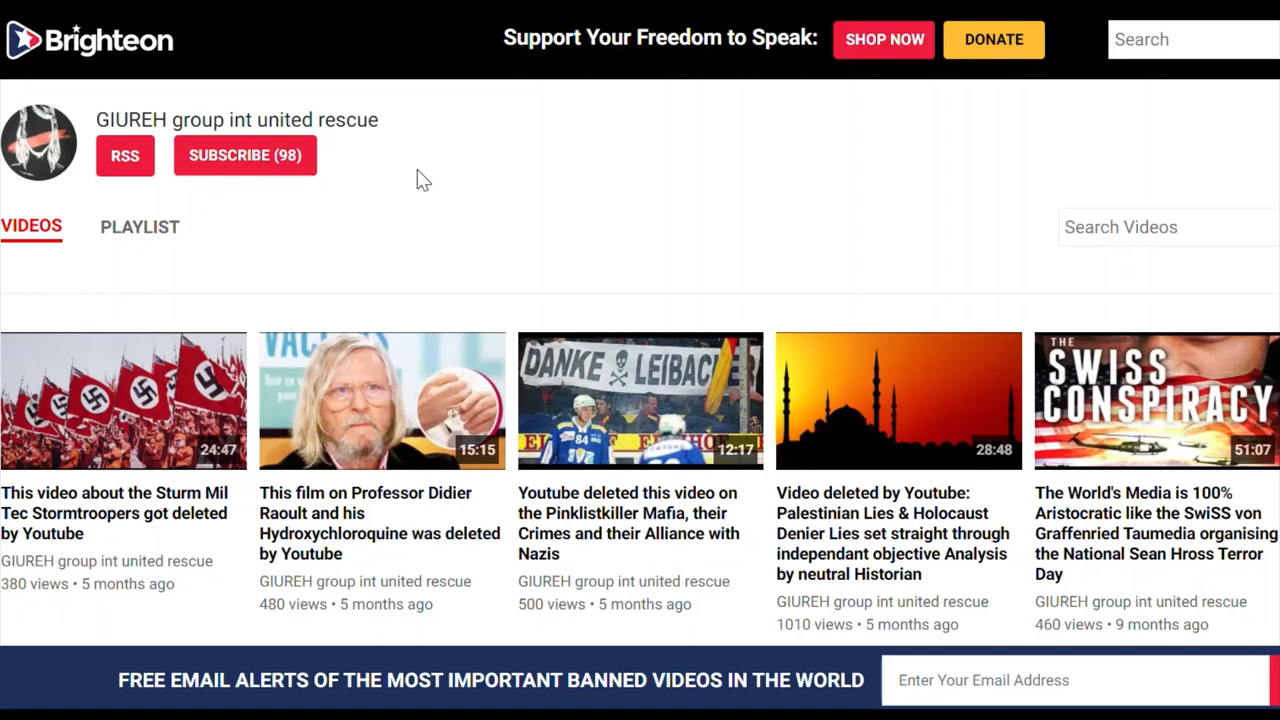 Brighteon
Support Your Freedom to Speak:
SHOP NOW
DONATE
Search
GIUREH group int united rescue
RSS
SUBSCRIBE (98)
VIDEOS
PLAYLIST
Search Videos
VACC
DANKE LEIBACHER
84
THE
SWISS
CONSPIRACY
24:47
15:15
12:17
28:48
51:07
This video about the Sturm Mil
Tec Stormtroopers got deleted
by Youtube
GIUREH group int united rescue
380 views • 5 months ago
This film on Professor Didier
Raoult and his
Hydroxychloroquine was deleted
by Youtube
GIUREH group int united rescue
480 views • 5 months ago
Youtube deleted this video on
the Pinklistkiller Mafia, their
Crimes and their Alliance with
Nazis
GIUREH group int united rescue
500 views • 5 months ago
Video deleted by Youtube:
Palestinian Lies & Holocaust
Denier Lies set straight through
independant objective Analysis
by neutral Historian
GIUREH group int united rescue
1010 views • 5 months ago
The World's Media is 100%
Aristocratic like the SwiSS von
Graffenried Taumedia organising
the National Sean Hross Terror
Day
GIUREH group int united rescue
460 views • 9 months ago
FREE EMAIL ALERTS OF THE MOST IMPORTANT BANNED VIDEOS IN THE WORLD
Enter Your Email Address